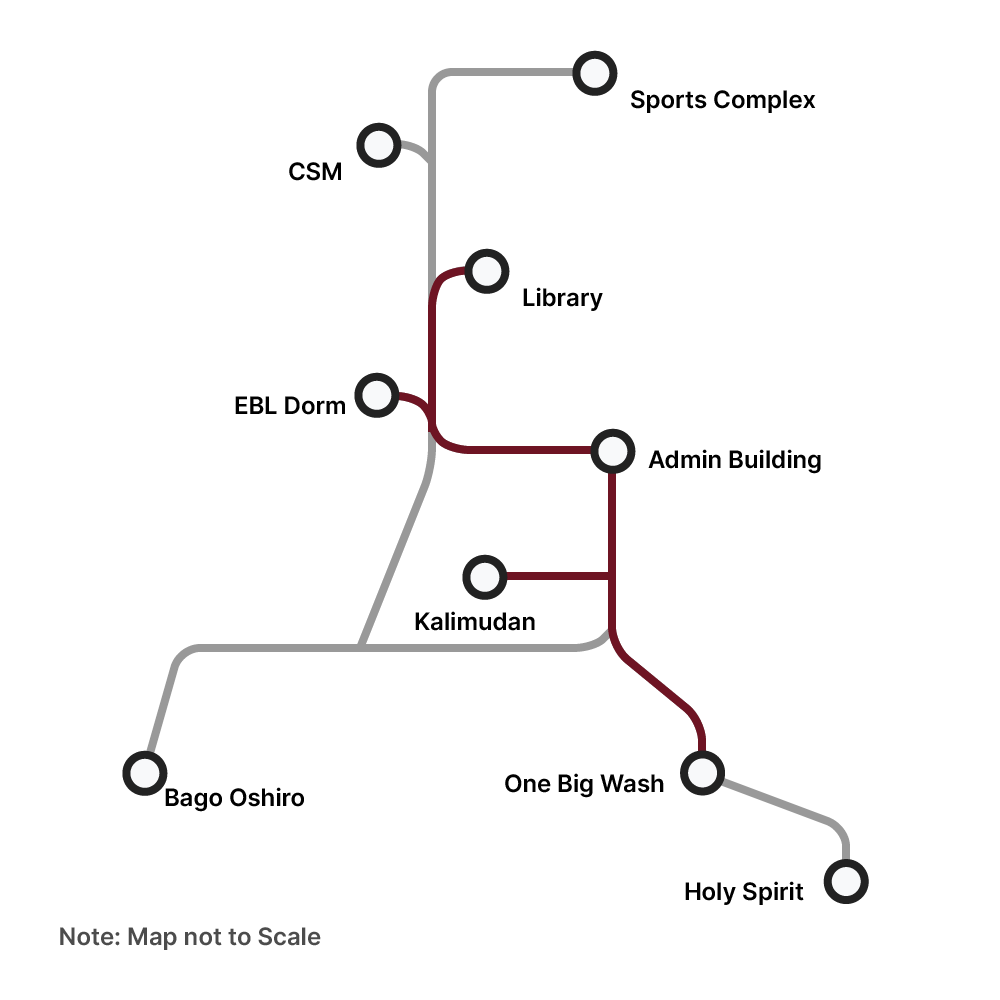 Sports Complex
CSM
Library
EBL Dorm
Admin Building
Kalimudan
One Big Wash
Bago Oshiro
Holy Spirit
Note: Map not to Scale